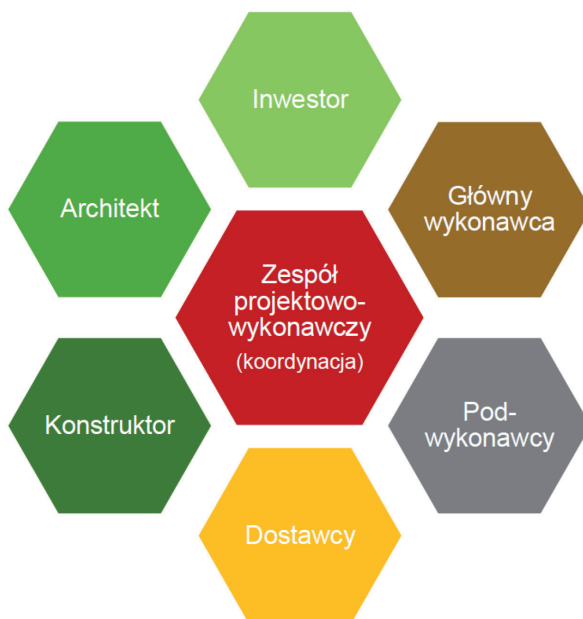 Inwestor
Architekt
Główny
wykonawca
Zespół
projektowo-
wykonawczy
(koordynacja)
Konstruktor
Pod-
wykonawcy
Dostawcy